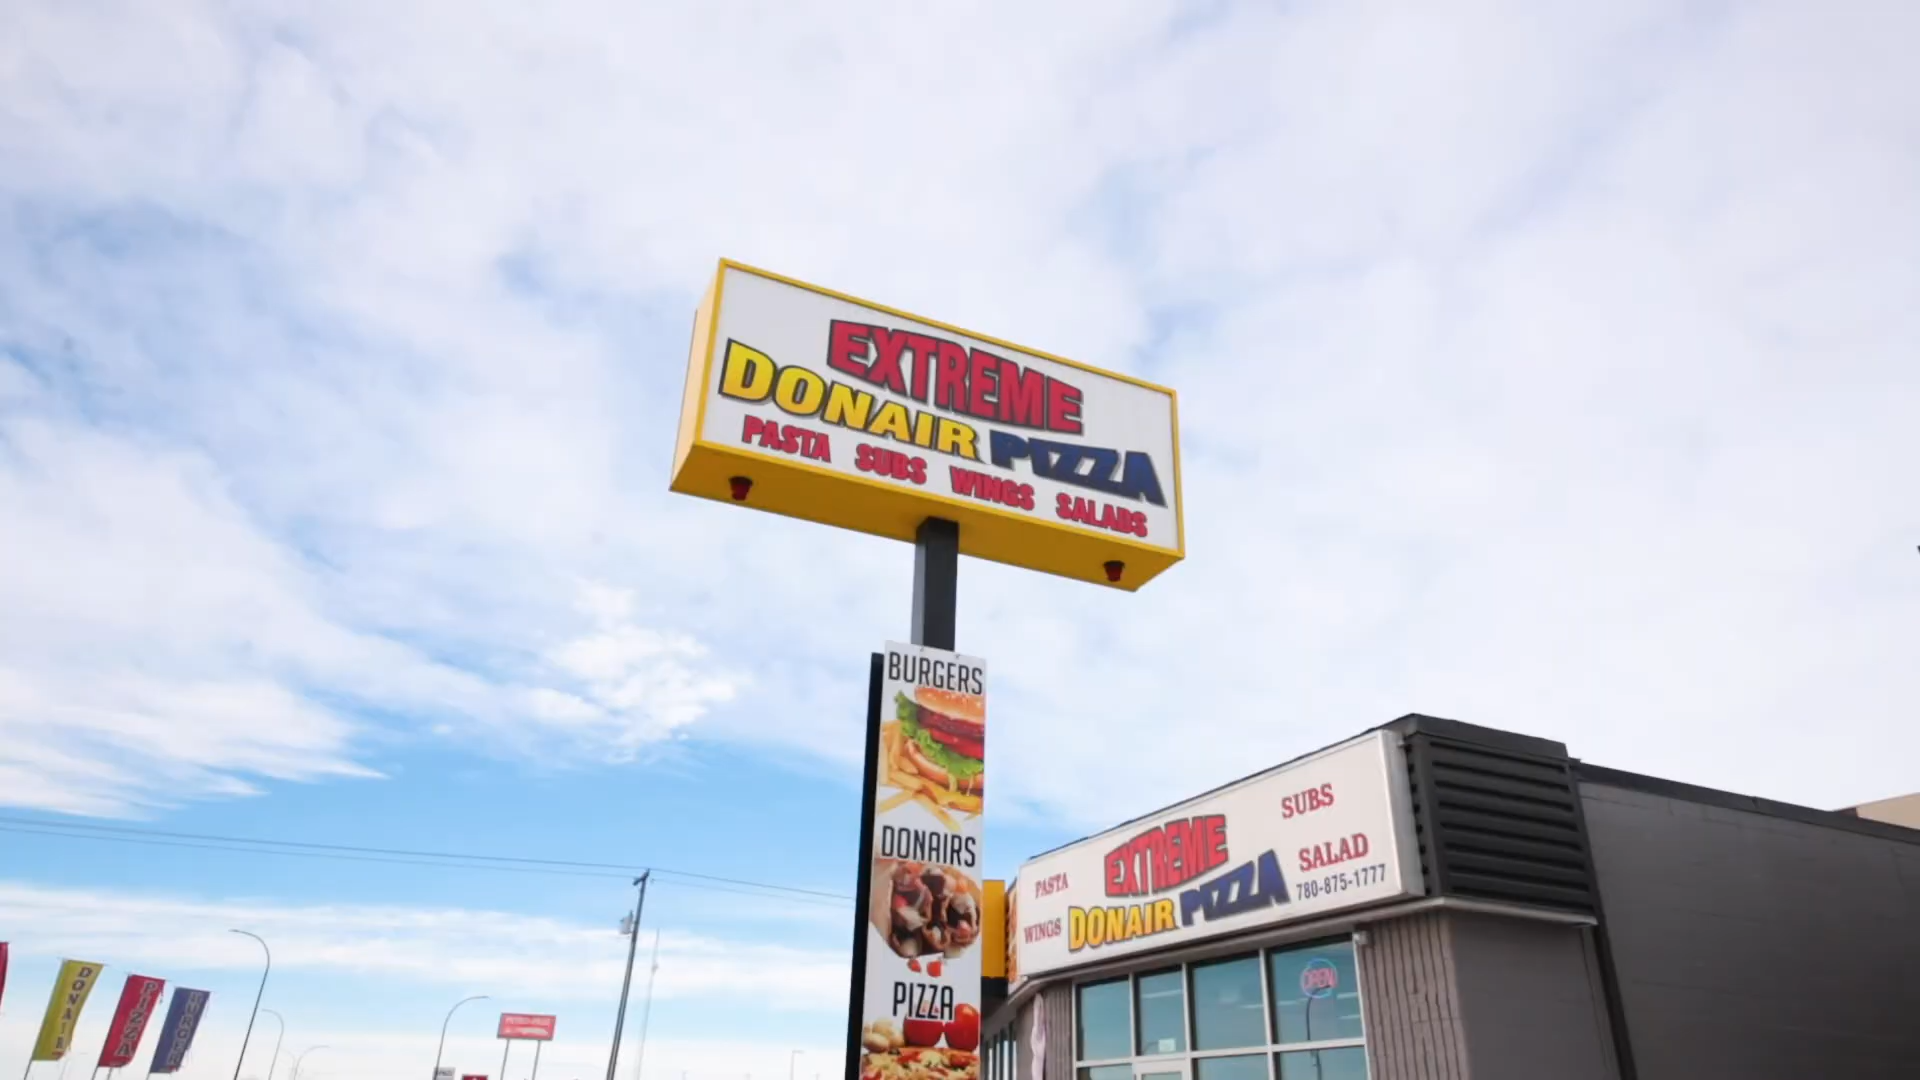 EXTREME
DONAIR PIZZA
PASTA SUBS WINGS SALADS
BURGERS
DONAIRS
PIZZA
SUBS
SALAD
780-875-1777
PASTA
WINGS
EXTREME
DONAIR PIZZA
OPEN
DONAIR
PIZZA
BURGER